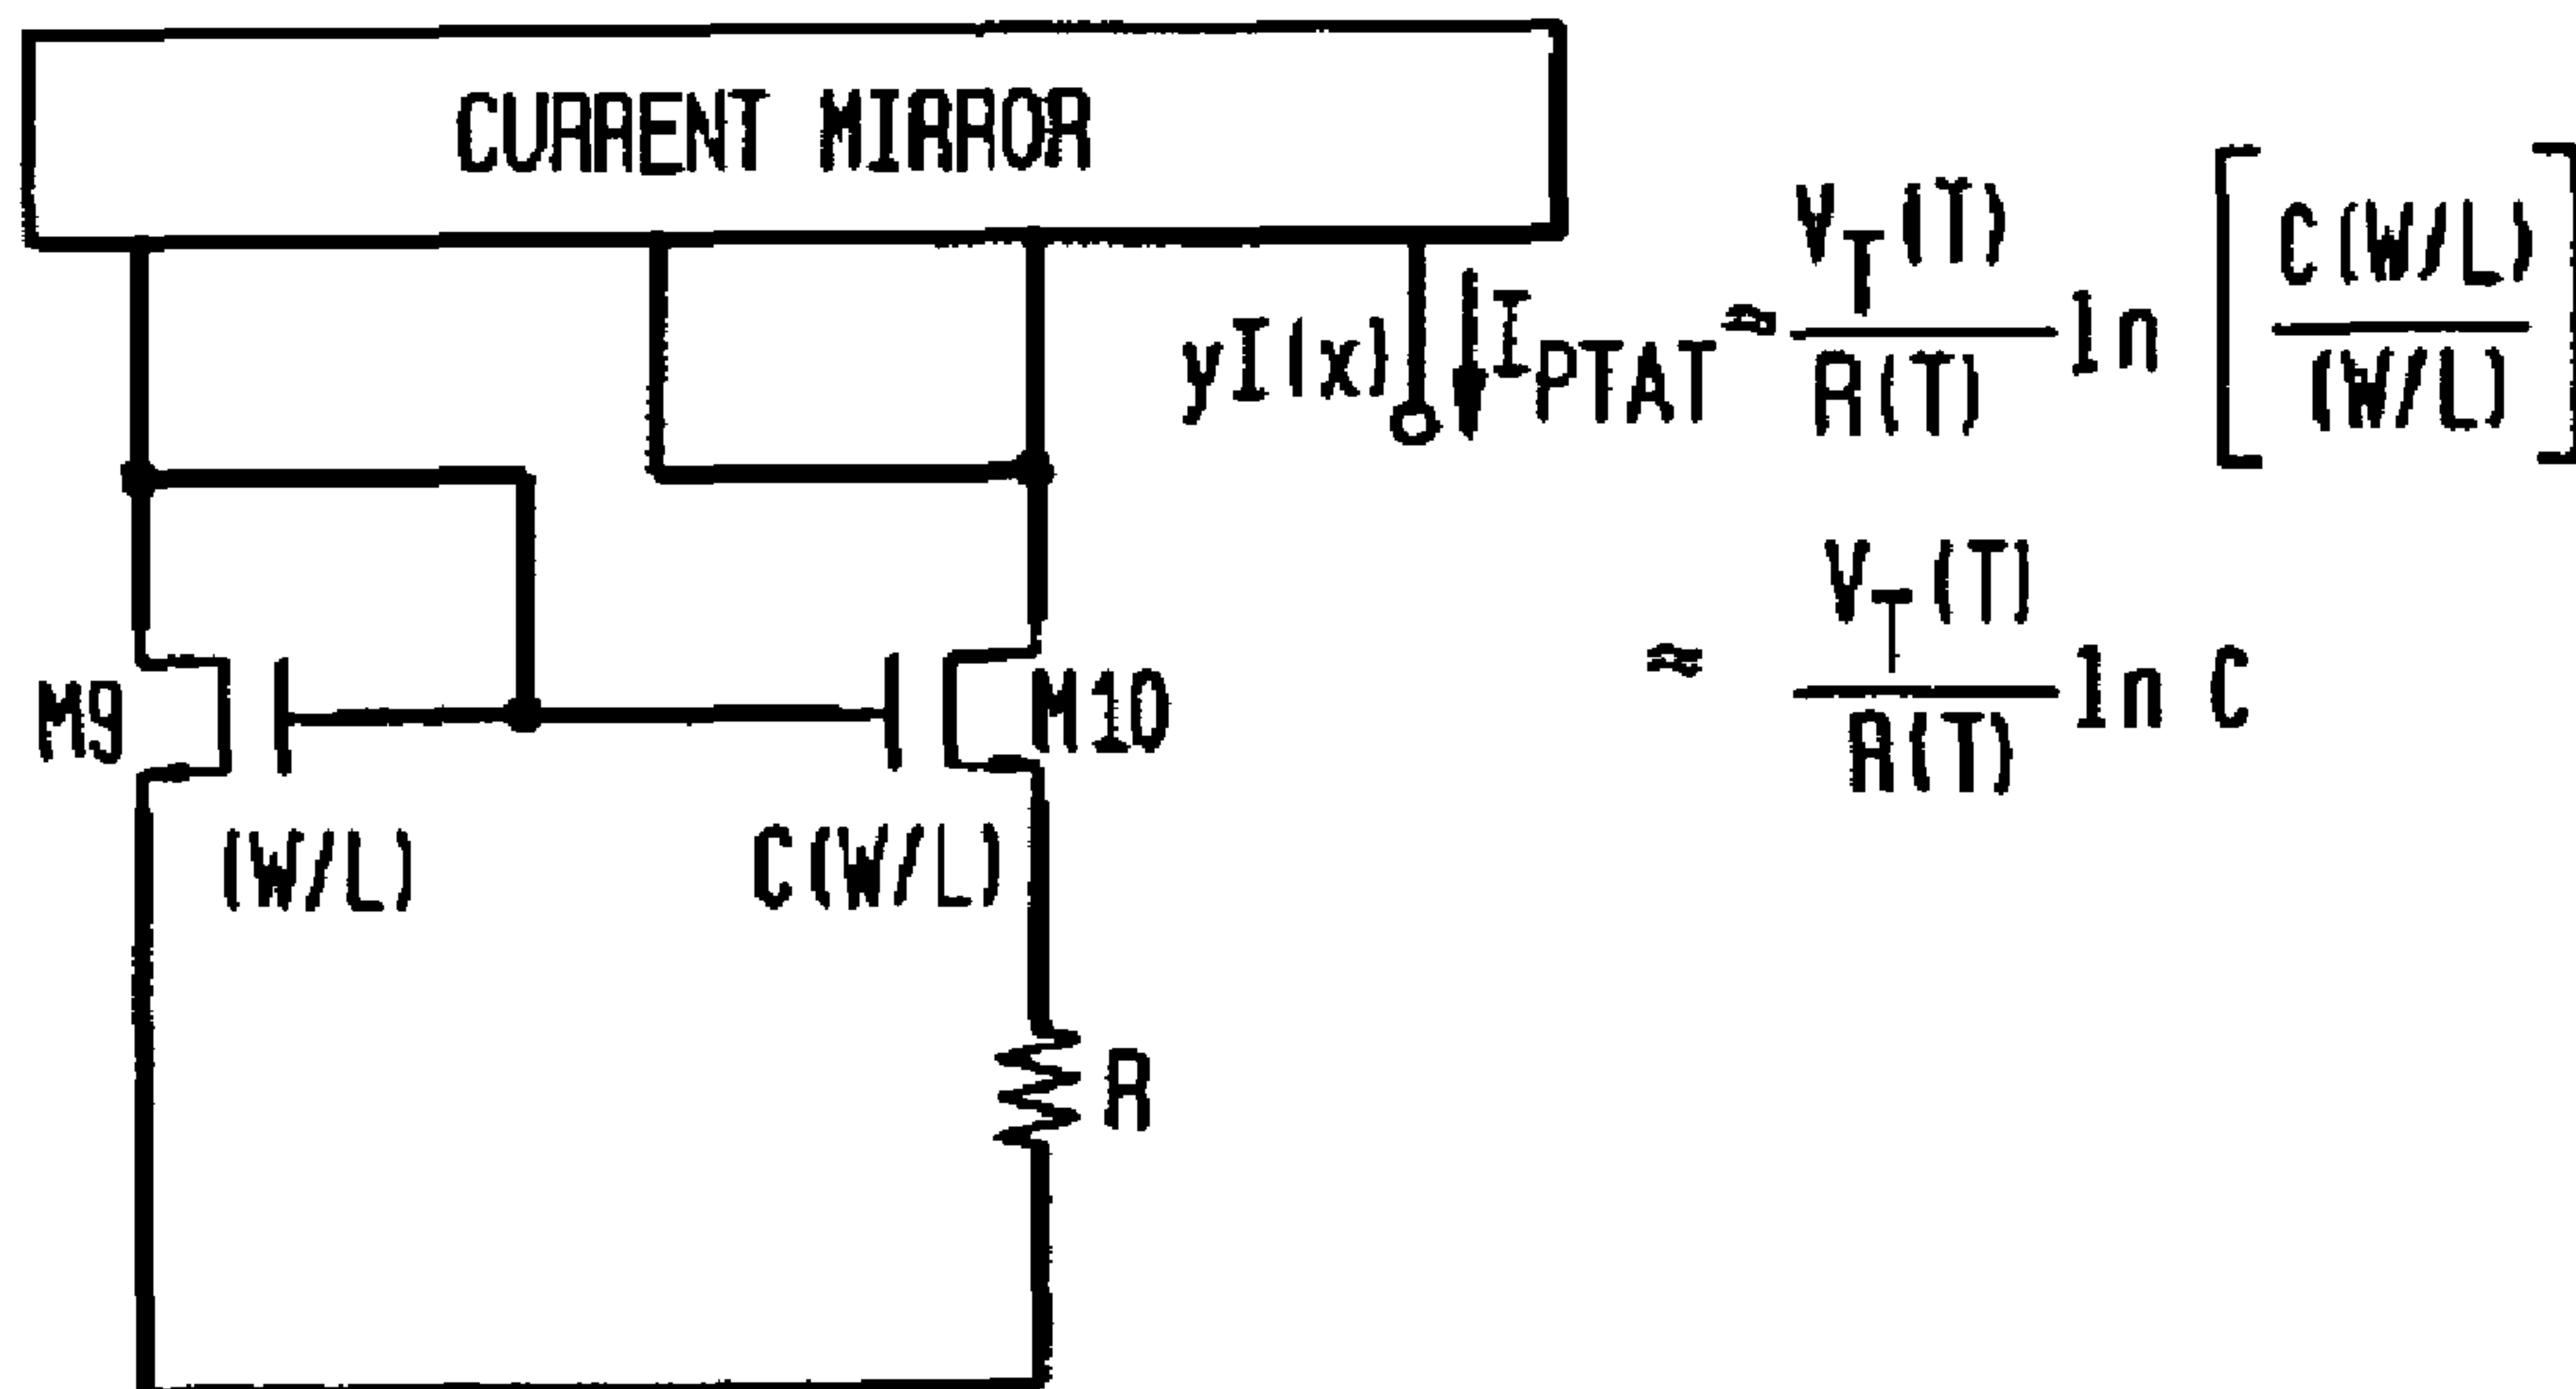 CURRENT MIRROR
yI(x) I_PTAT ≈ V_T(T) / R(T) ln [ C(W/L) / (W/L) ]
≈ V_T(T) / R(T) ln C
M9
M10
(W/L)
C(W/L)
R